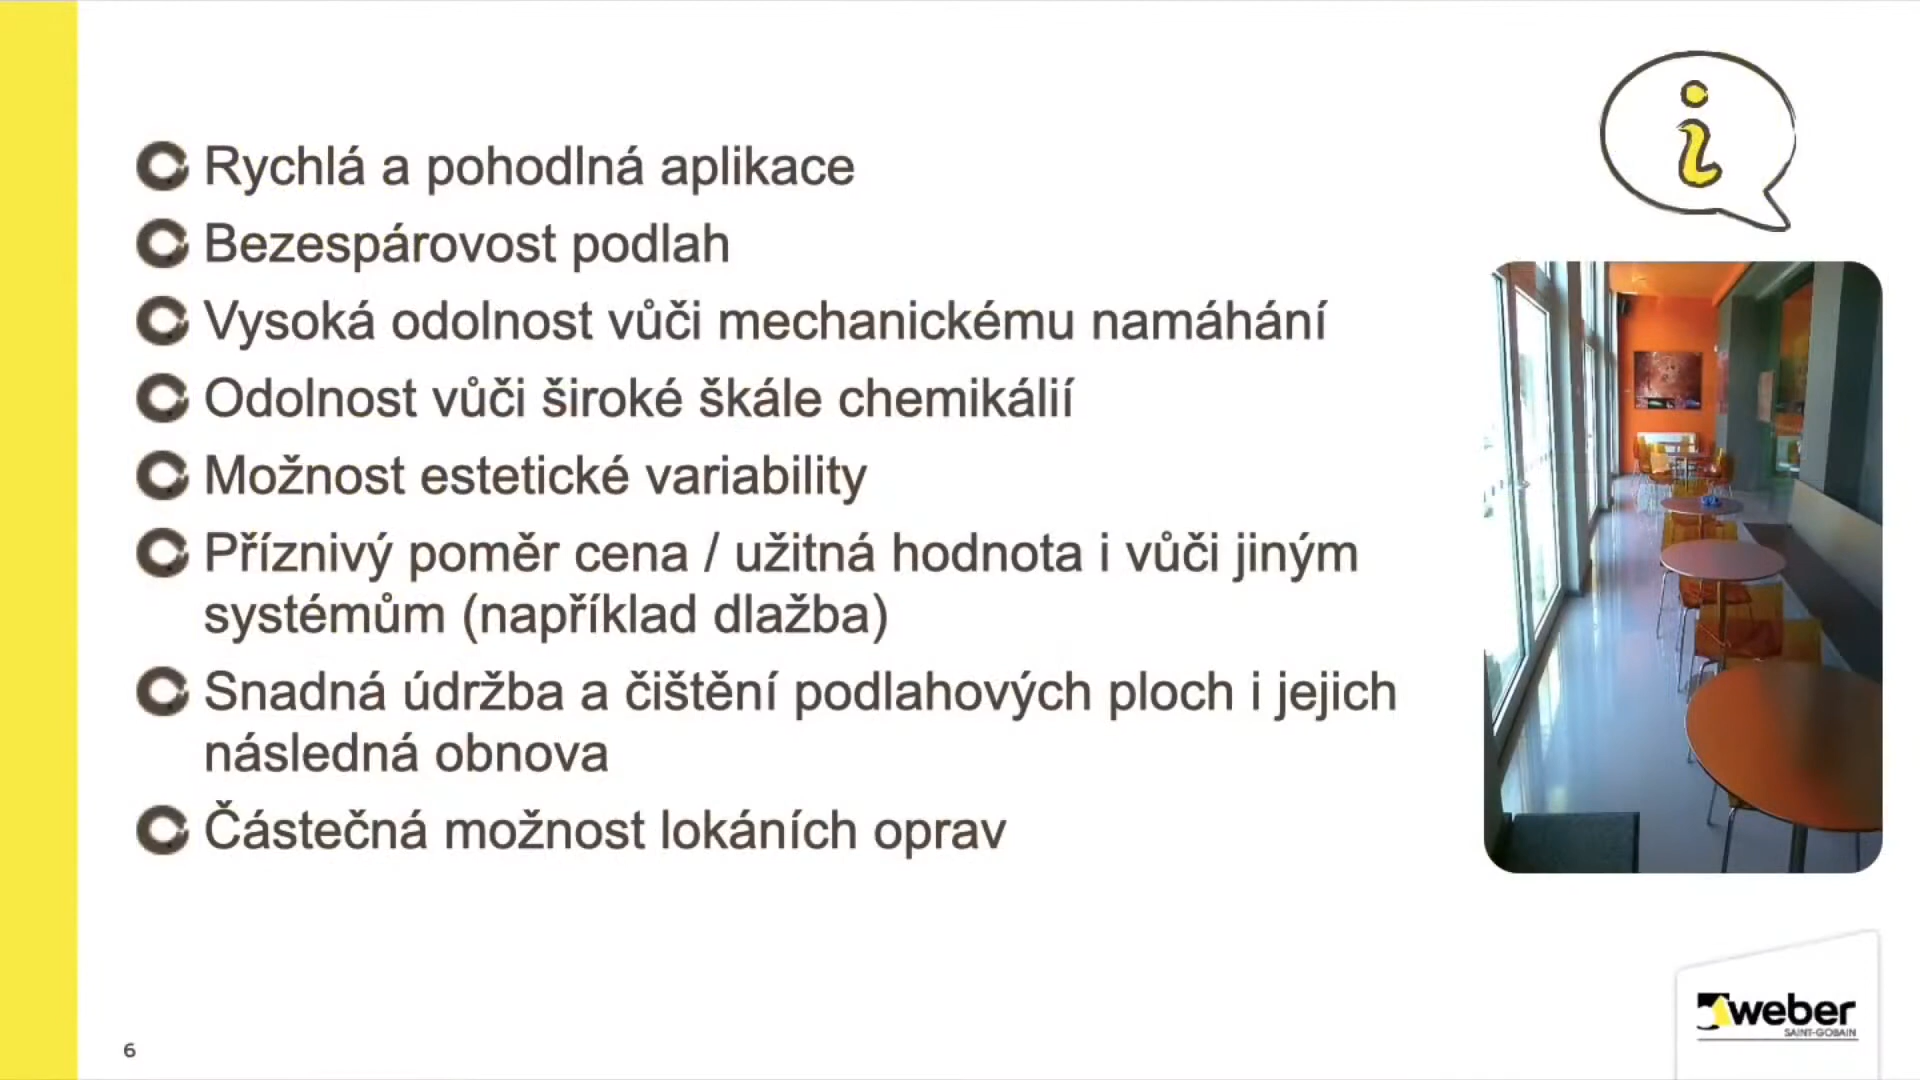 Rychlá a pohodlná aplikace
Bezespárovost podlah
Vysoká odolnost vůči mechanickému namáhání
Odolnost vůči široké škále chemikálií
Možnost estetické variability
Příznivý poměr cena / užitná hodnota i vůči jiným
systémům (například dlažba)
Snadná údržba a čištění podlahových ploch i jejich
následná obnova
Částečná možnost lokáních oprav
weber
SAINT-GOBAIN
6